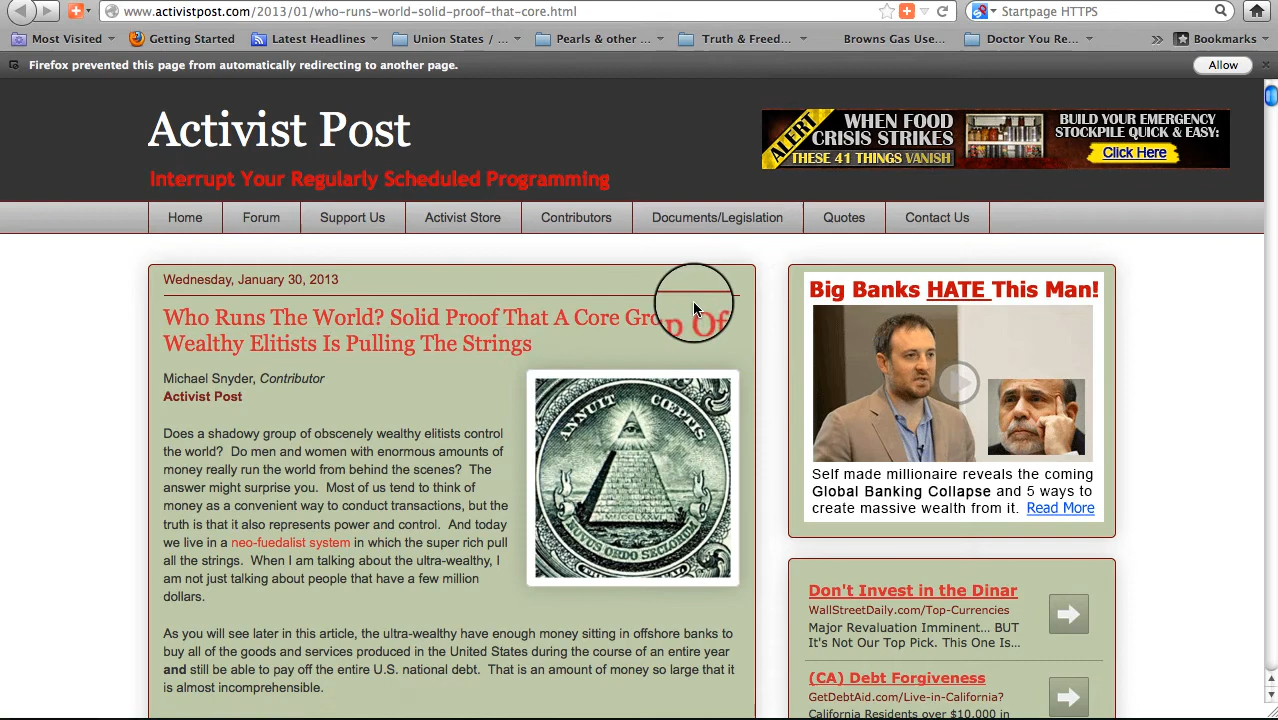 www.activistpost.com/2013/01/who-runs-world-solid-proof-that-core.html
Startpage HTTPS
Most Visited
Getting Started
Latest Headlines
Union States / ...
Pearls & other ...
Truth & Freed...
Browns Gas Use...
Doctor You Re...
Bookmarks
Firefox prevented this page from automatically redirecting to another page.
Allow
Activist Post
Interrupt Your Regularly Scheduled Programming
ALERT
WHEN FOOD
CRISIS STRIKES
THESE 41 THINGS VANISH
BUILD YOUR EMERGENCY
STOCKPILE QUICK & EASY:
Click Here
Home
Forum
Support Us
Activist Store
Contributors
Documents/Legislation
Quotes
Contact Us
Wednesday, January 30, 2013
Who Runs The World? Solid Proof That A Core Group Of
Wealthy Elitists Is Pulling The Strings
Michael Snyder, Contributor
Activist Post
Does a shadowy group of obscenely wealthy elitists control
the world? Do men and women with enormous amounts of
money really run the world from behind the scenes? The
answer might surprise you. Most of us tend to think of
money as a convenient way to conduct transactions, but the
truth is that it also represents power and control. And today
we live in a neo-fuedalist system in which the super rich pull
all the strings. When I am talking about the ultra-wealthy, I
am not just talking about people that have a few million
dollars.
ANNUIT CŒPTIS
MDCCLXXVI
NOVUS ORDO SECLORUM
As you will see later in this article, the ultra-wealthy have enough money sitting in offshore banks to
buy all of the goods and services produced in the United States during the course of an entire year
and still be able to pay off the entire U.S. national debt. That is an amount of money so large that it
is almost incomprehensible.
Big Banks HATE This Man!
Self made millionaire reveals the coming
Global Banking Collapse and 5 ways to
create massive wealth from it. Read More
Don't Invest in the Dinar
WallStreetDaily.com/Top-Currencies
Major Revaluation Imminent... BUT
It's Not Our Top Pick. This One Is...
(CA) Debt Forgiveness
GetDebtAid.com/Live-in-California?
California Residents over $10,000 in